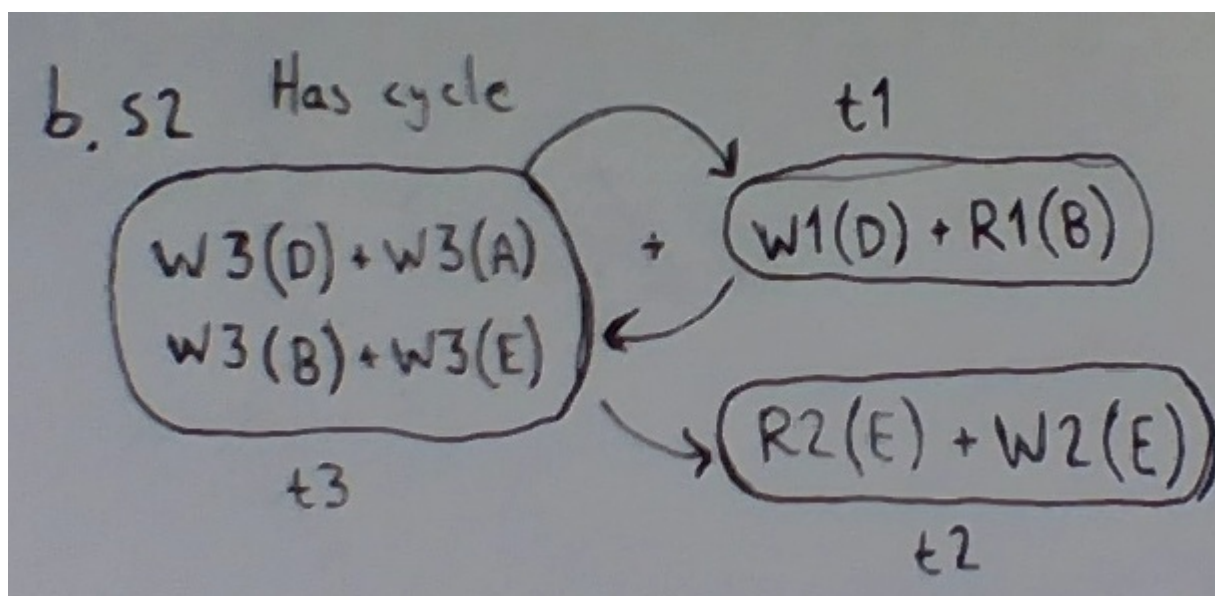 b. S2 Has cycle
t1
W3(D) + W3(A)
+
W1(D) + R1(B)
W3(B) + W3(E)
R2(E) + W2(E)
t3
t2